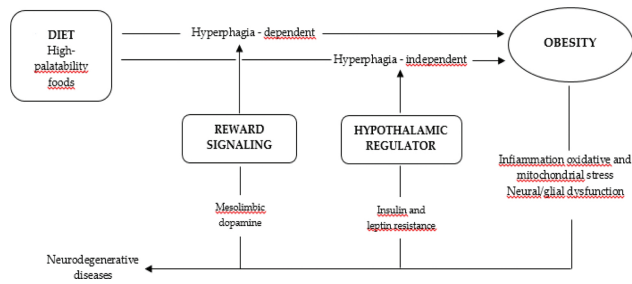 DIET
High-
palatability
foods
Hyperphagia - dependent
Hyperphagia - independent
OBESITY
REWARD
SIGNALING
HYPOTHALAMIC
REGULATOR
Mesolimbic
dopamine
Insulin and
leptin resistance
Infiammation oxidative and
mitochondrial stress
Neural/glial dysfunction
Neurodegenerative
diseases